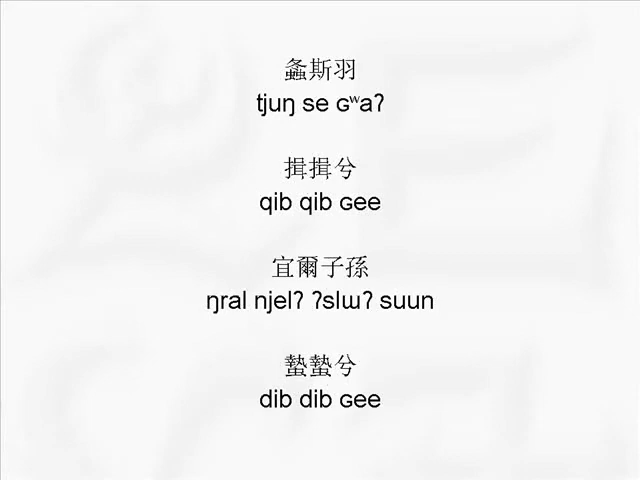 螽斯羽
tjuŋ se ɢʷaʔ
揖揖兮
qib qib ɢee
宜爾子孫
ŋral njelʔ ʔslɯʔ suun
蟄蟄兮
dib dib ɢee